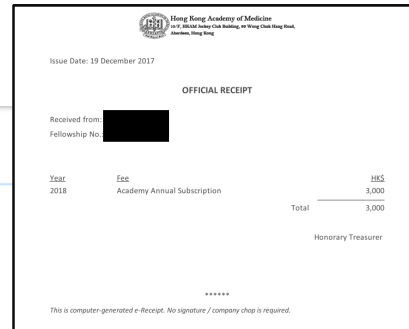 Hong Kong Academy of Medicine
10/F, HKAM Jockey Club Building, 99 Wong Chuk Hang Road,
Aberdeen, Hong Kong
Issue Date: 19 December 2017
OFFICIAL RECEIPT
Received from:
Fellowship No.:
Year Fee HK$
2018 Academy Annual Subscription 3,000
Total 3,000
Honorary Treasurer
******
This is computer-generated e-Receipt. No signature / company chop is required.